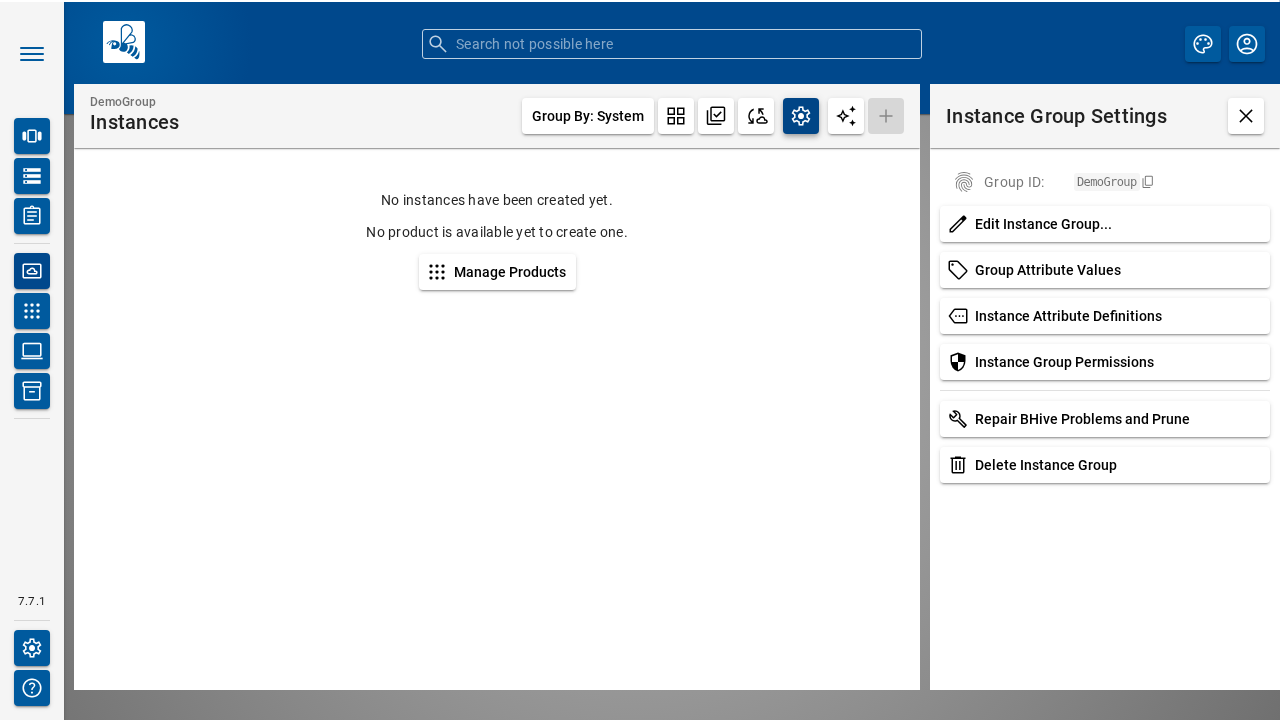 Search not possible here
DemoGroup
Instances
Group By: System
Instance Group Settings
No instances have been created yet.
No product is available yet to create one.
Manage Products
Group ID:
DemoGroup
Edit Instance Group...
Group Attribute Values
Instance Attribute Definitions
Instance Group Permissions
Repair BHive Problems and Prune
Delete Instance Group
7.7.1